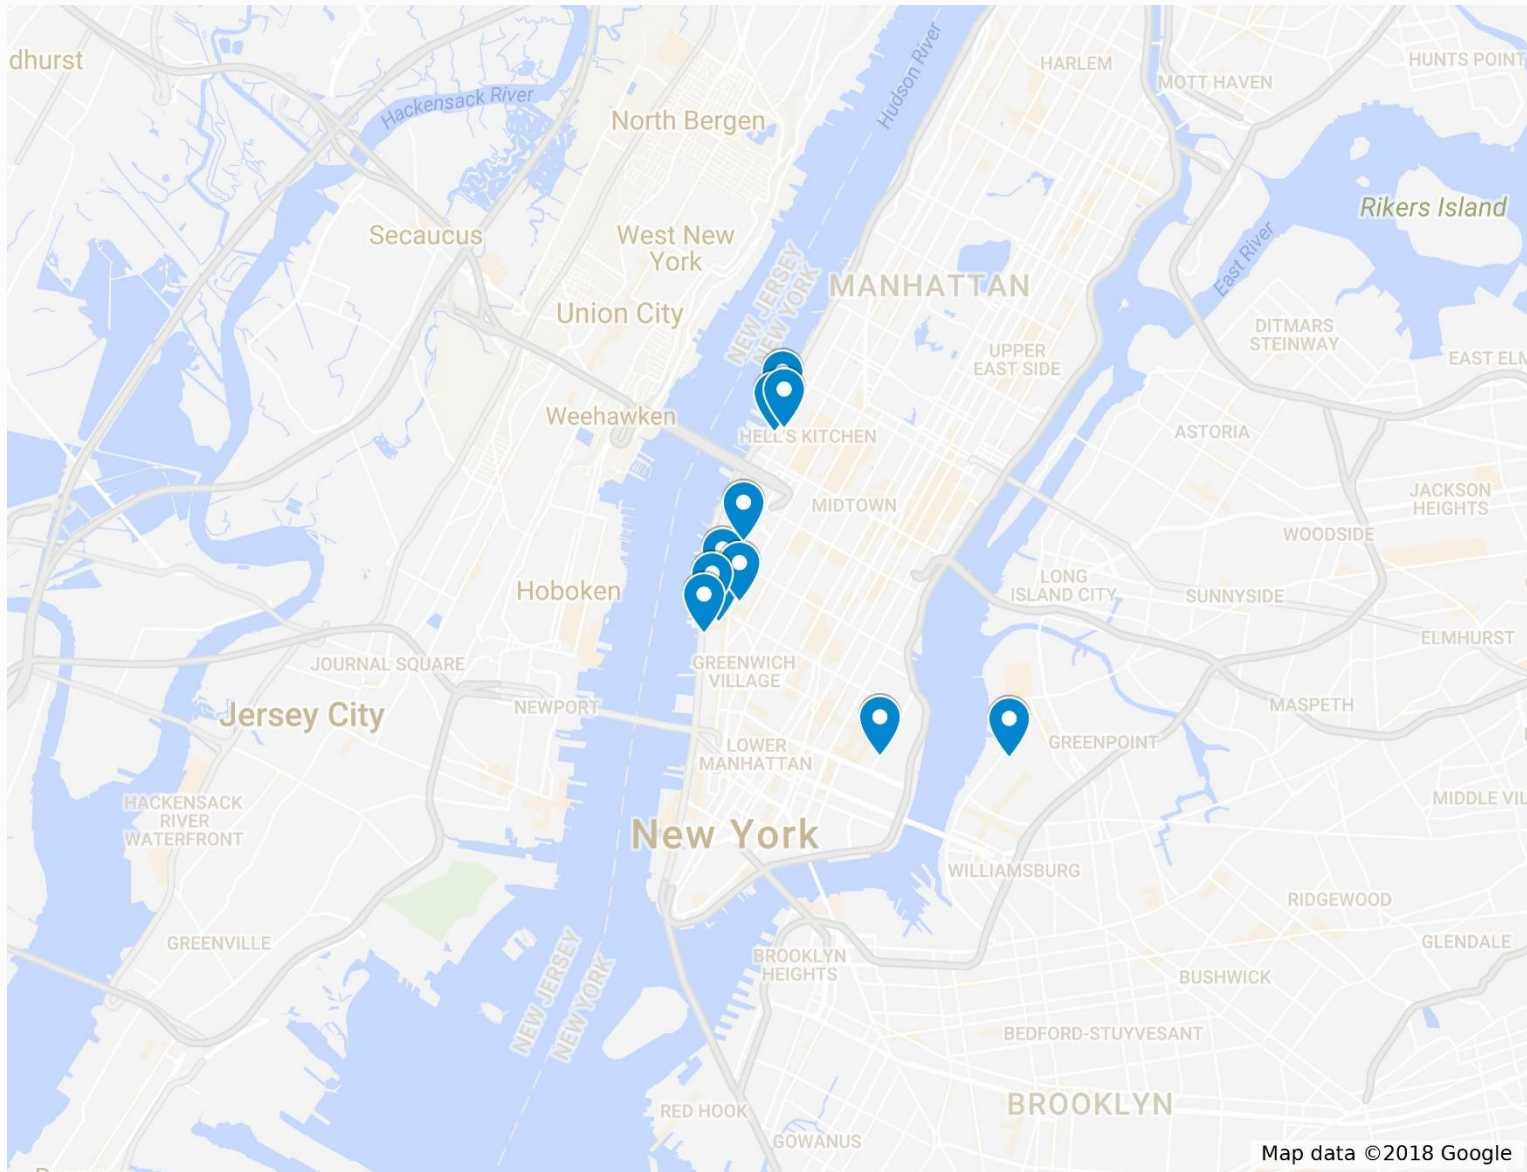 dhurst
Hackensack River
North Bergen
Hudson River
HARLEM
MOTT HAVEN
HUNTS POINT
Rikers Island
East River
Secaucus
West New
York
NEW JERSEY
NEW YORK
MANHATTAN
Union City
DITMARS
STEINWAY
UPPER
EAST SIDE
EAST ELM
Weehawken
HELL'S KITCHEN
ASTORIA
MIDTOWN
JACKSON
HEIGHTS
WOODSIDE
Hoboken
LONG
ISLAND CITY
SUNNYSIDE
ELMHURST
JOURNAL SQUARE
GREENWICH
VILLAGE
Jersey City
NEWPORT
MASPETH
LOWER
MANHATTAN
GREENPOINT
HACKENSACK
RIVER
WATERFRONT
MIDDLE VIL
New York
WILLIAMSBURG
RIDGEWOOD
GREENVILLE
NEW JERSEY
NEW YORK
BROOKLYN
HEIGHTS
GLENDALE
BUSHWICK
BEDFORD-STUYVESANT
RED HOOK
BROOKLYN
GOWANUS
Map data ©2018 Google